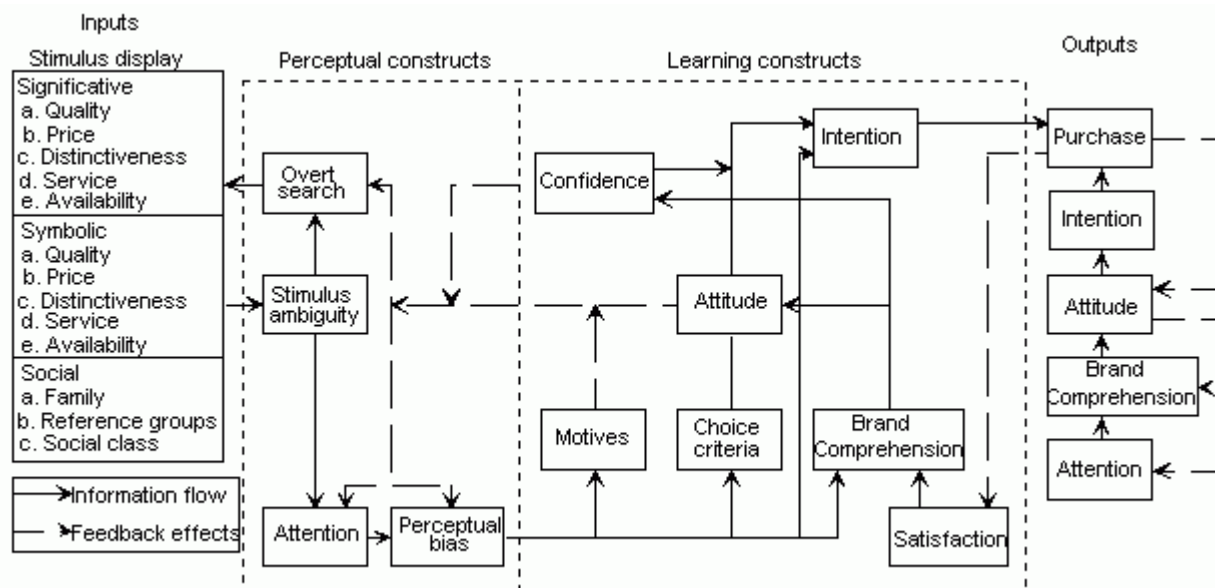 Inputs
Stimulus display
Significative
a. Quality
b. Price
c. Distinctiveness
d. Service
e. Availability
Symbolic
a. Quality
b. Price
c. Distinctiveness
d. Service
e. Availability
Social
a. Family
b. Reference groups
c. Social class
Information flow
Feedback effects
Perceptual constructs
Overt
search
Stimulus
ambiguity
Attention
Perceptual
bias
Learning constructs
Confidence
Intention
Attitude
Motives
Choice
criteria
Brand
Comprehension
Satisfaction
Outputs
Purchase
Intention
Attitude
Brand
Comprehension
Attention